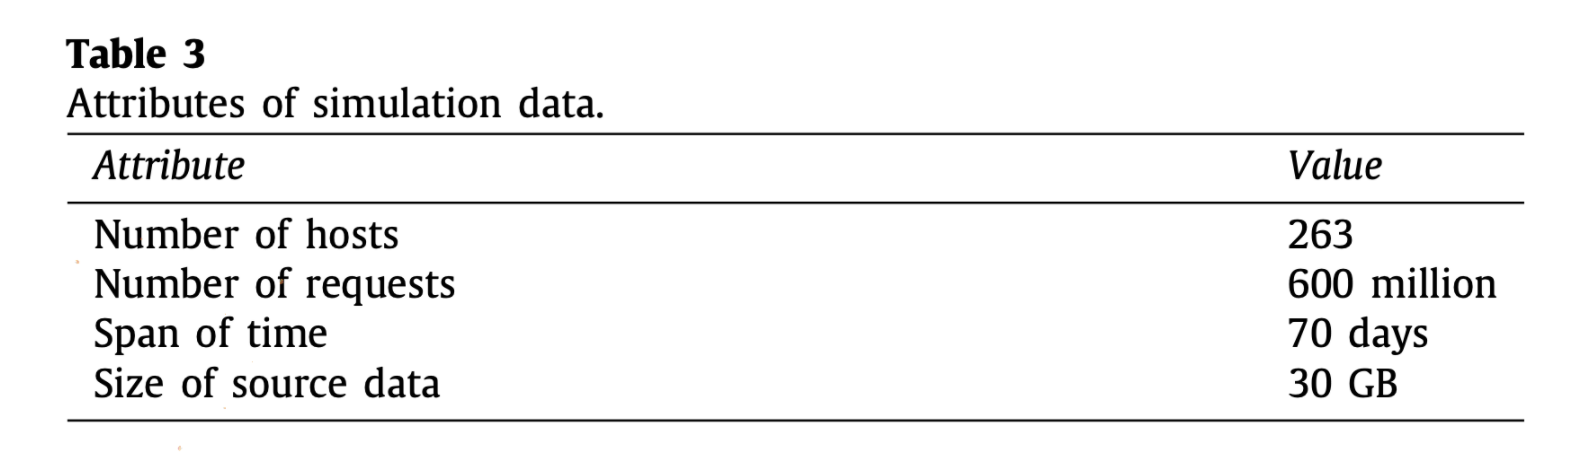 Table 3
Attributes of simulation data.
Attribute Value
Number of hosts 263
Number of requests 600 million
Span of time 70 days
Size of source data 30 GB